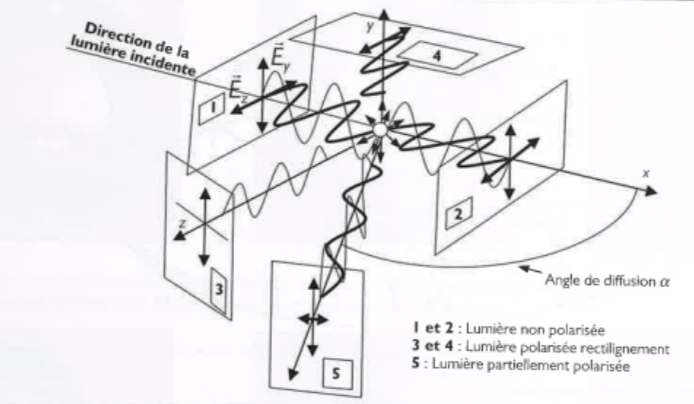 Direction de la
lumière incidente
E⃗y
E⃗z
1
y
4
x
2
z
3
Angle de diffusion α
5
1 et 2 : Lumière non polarisée
3 et 4 : Lumière polarisée rectilignement
5 : Lumière partiellement polarisée